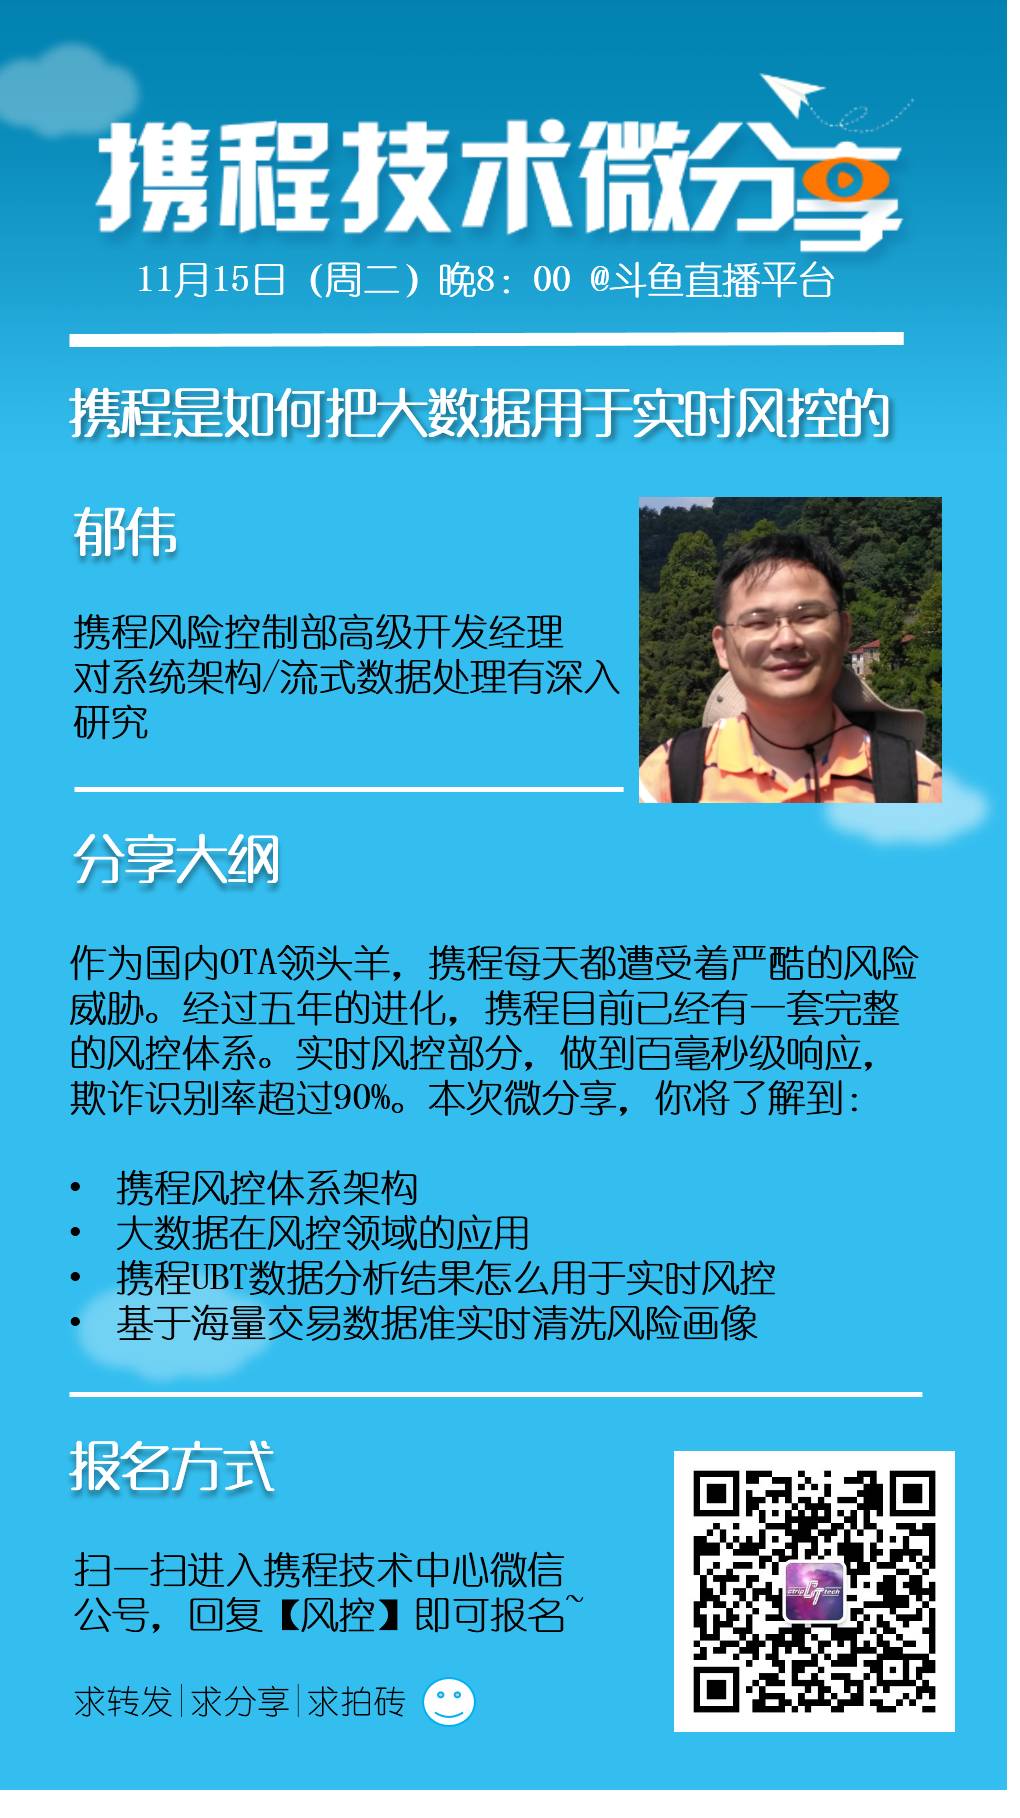 携程技术微分享
11月15日（周二）晚8：00 @斗鱼直播平台
携程是如何把大数据用于实时风控的
郁伟
携程风险控制部高级开发经理
对系统架构/流式数据处理有深入
研究
分享大纲
作为国内OTA领头羊，携程每天都遭受着严酷的风险
威胁。经过五年的进化，携程目前已经有一套完整
的风控体系。实时风控部分，做到百毫秒级响应，
欺诈识别率超过90%。本次微分享，你将了解到：
• 携程风控体系架构
• 大数据在风控领域的应用
• 携程UBT数据分析结果怎么用于实时风控
• 基于海量交易数据准实时清洗风险画像
报名方式
扫一扫进入携程技术中心微信
公号，回复【风控】即可报名~
ctrip CT tech
求转发|求分享|求拍砖